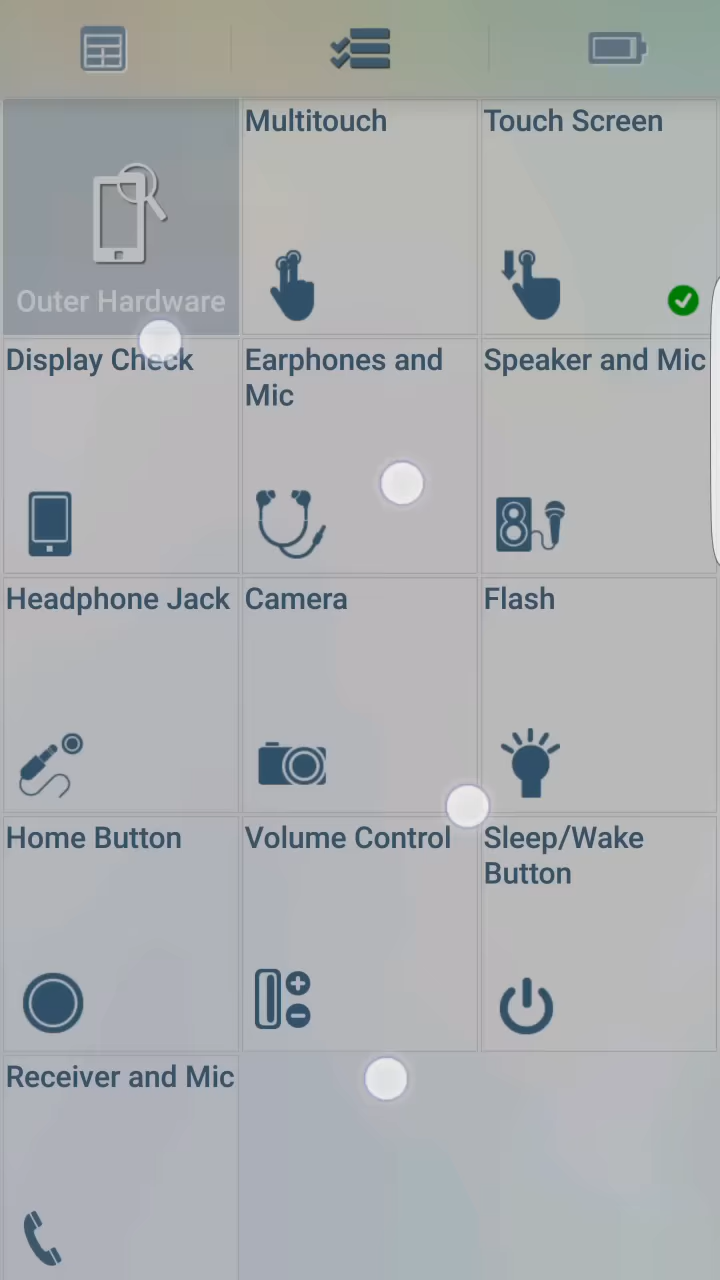 Multitouch
Touch Screen
Outer Hardware
Display Check
Earphones and
Mic
Speaker and Mic
Headphone Jack
Camera
Flash
Home Button
Volume Control
Sleep/Wake
Button
Receiver and Mic